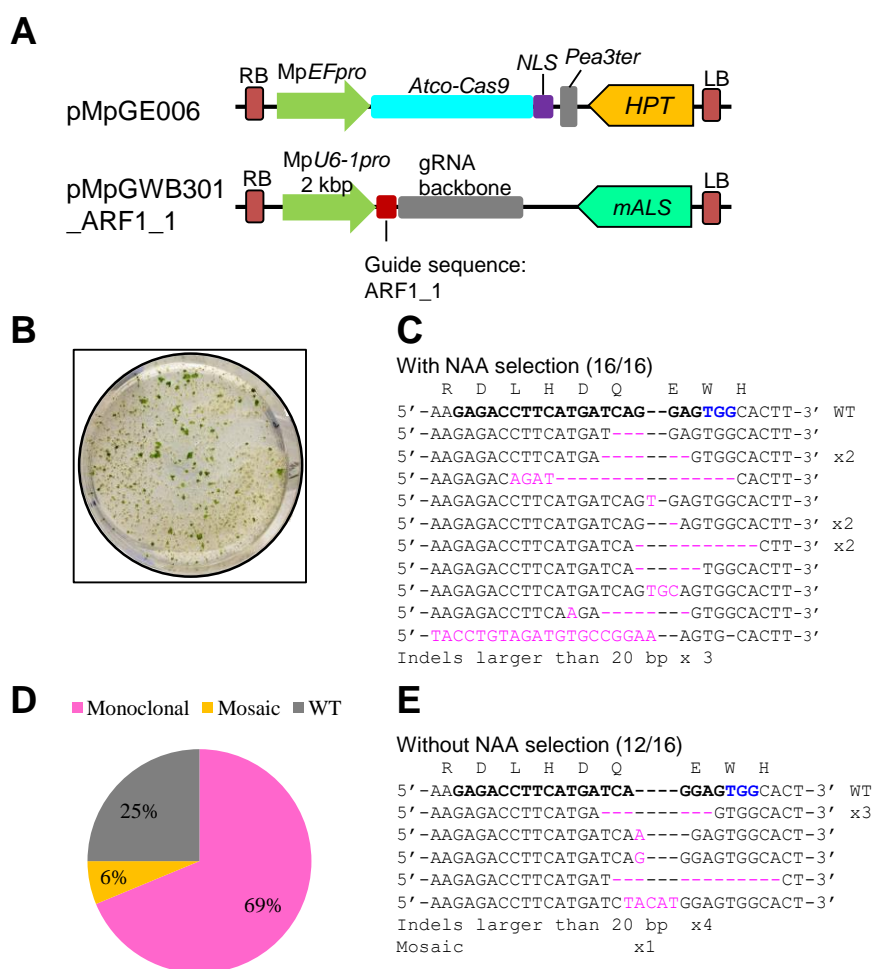 A
pMpGE006
RB
MpEFpro
Atco-Cas9
NLS
Pea3ter
HPT
LB
pMpGWB301
_ARF1_1
RB
MpU6-1pro
2 kbp
gRNA
backbone
mALS
LB
Guide sequence:
ARF1_1
B
C
With NAA selection (16/16)
R D L H D Q E W H
5’-AAGAGACCTTCATGATCAG--GAGTGGCACTT-3’ WT
5’-AAGAGACCTTCATGAT-----GAGTGGCACTT-3’
5’-AAGAGACCTTCATGA--------GTGGCACTT-3’ x2
5’-AAGAGACAGAT----------------CACTT-3’
5’-AAGAGACCTTCATGATCAGT-GAGTGGCACTT-3’
5’-AAGAGACCTTCATGATCAG---AGTGGCACTT-3’ x2
5’-AAGAGACCTTCATGATCA-----------CTT-3’ x2
5’-AAGAGACCTTCATGATCA------TGGCACTT-3’
5’-AAGAGACCTTCATGATCAGTGCAGTGGCACTT-3’
5’-AAGAGACCTTCAAGA--------GTGGCACTT-3’
5’-TACCTGTAGATGTGCCGGAA--AGTG-CACTT-3’
Indels larger than 20 bp x 3
D
Monoclonal Mosaic WT
25%
6%
69%
E
Without NAA selection (12/16)
R D L H D Q E W H
5’-AAGAGACCTTCATGATCA----GGAGTGGCACT-3’ WT
5’-AAGAGACCTTCATGA----------GTGGCACT-3’ x3
5’-AAGAGACCTTCATGATCAA----GAGTGGCACT-3’
5’-AAGAGACCTTCATGATCAG---GGAGTGGCACT-3’
5’-AAGAGACCTTCATGAT---------------CT-3’
5’-AAGAGACCTTCATGATCTACATGGAGTGGCACT-3’
Indels larger than 20 bp x4
Mosaic x1